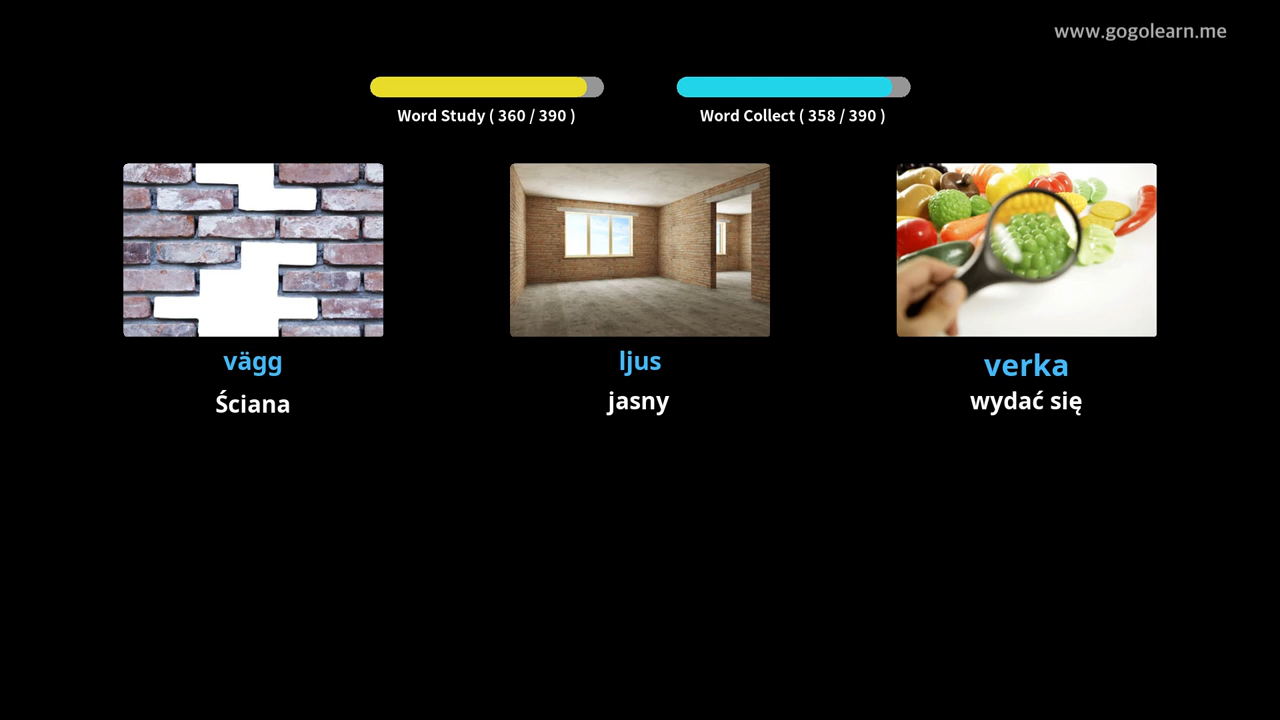 www.gogolearn.me
Word Study ( 360 / 390 )
Word Collect ( 358 / 390 )
vägg
Ściana
ljus
jasny
verka
wydać się